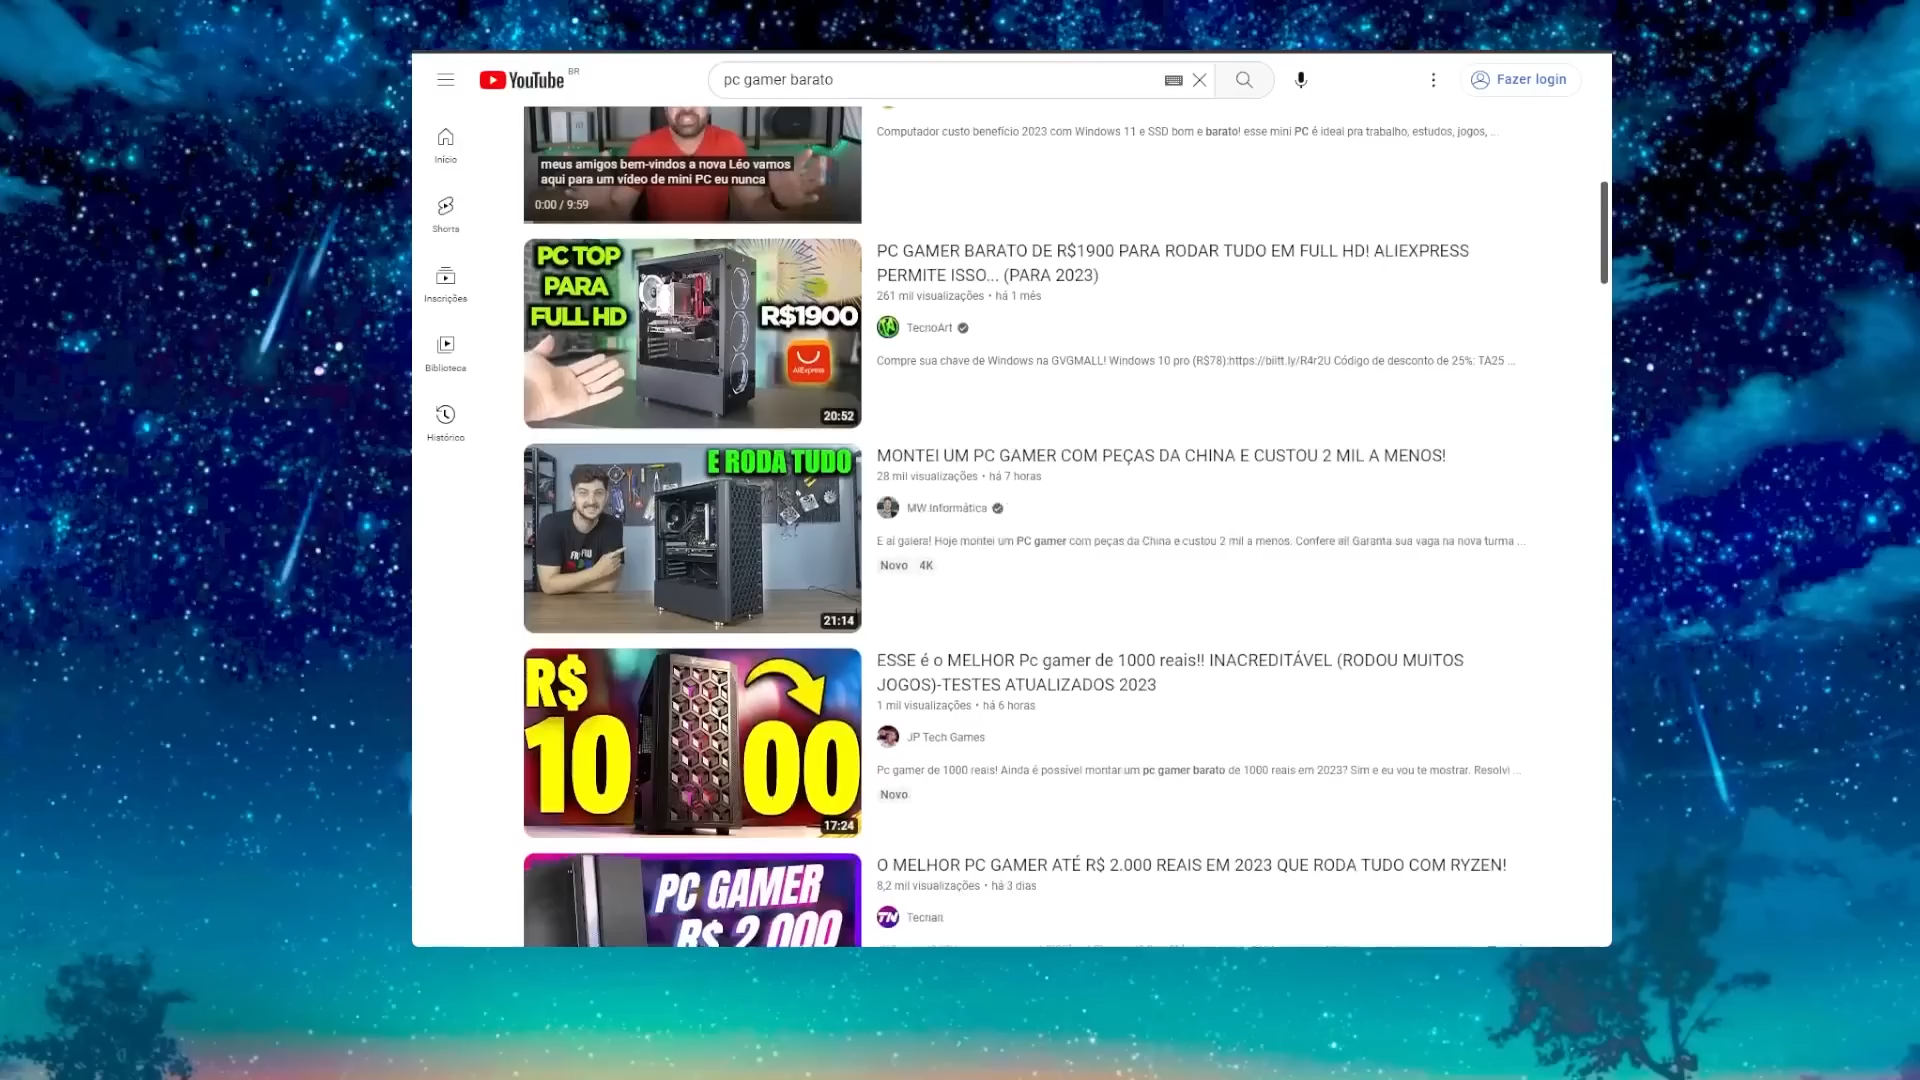 YouTube BR
pc gamer barato
Fazer login
Início
Shorts
Inscrições
Biblioteca
Histórico
meus amigos bem-vindos a nova Léo vamos
aqui para um vídeo de mini PC eu nunca
0:00 / 9:59
Computador custo benefício 2023 com Windows 11 e SSD bom e barato! esse mini PC é ideal pra trabalho, estudos, jogos, ...
PC TOP
PARA
FULL HD
R$1900
AliExpress
20:52
PC GAMER BARATO DE R$1900 PARA RODAR TUDO EM FULL HD! ALIEXPRESS
PERMITE ISSO... (PARA 2023)
261 mil visualizações • há 1 mês
TecnoArt
Compre sua chave de Windows na GVGMALL! Windows 10 pro (R$78):https://biitt.ly/R4r2U Código de desconto de 25%: TA25 ...
E RODA TUDO
21:14
MONTEI UM PC GAMER COM PEÇAS DA CHINA E CUSTOU 2 MIL A MENOS!
28 mil visualizações • há 7 horas
MW Informática
E aí galera! Hoje montei um PC gamer com peças da China e custou 2 mil a menos. Confere aí! Garanta sua vaga na nova turma ...
Novo 4K
R$
10 00
17:24
ESSE é o MELHOR Pc gamer de 1000 reais!! INACREDITÁVEL (RODOU MUITOS
JOGOS)-TESTES ATUALIZADOS 2023
1 mil visualizações • há 6 horas
JP Tech Games
Pc gamer de 1000 reais! Ainda é possível montar um pc gamer barato de 1000 reais em 2023? Sim e eu vou te mostrar. Resolvi ...
Novo
PC GAMER
R$ 2.000
O MELHOR PC GAMER ATÉ R$ 2.000 REAIS EM 2023 QUE RODA TUDO COM RYZEN!
8,2 mil visualizações • há 3 dias
TN
Tecnan